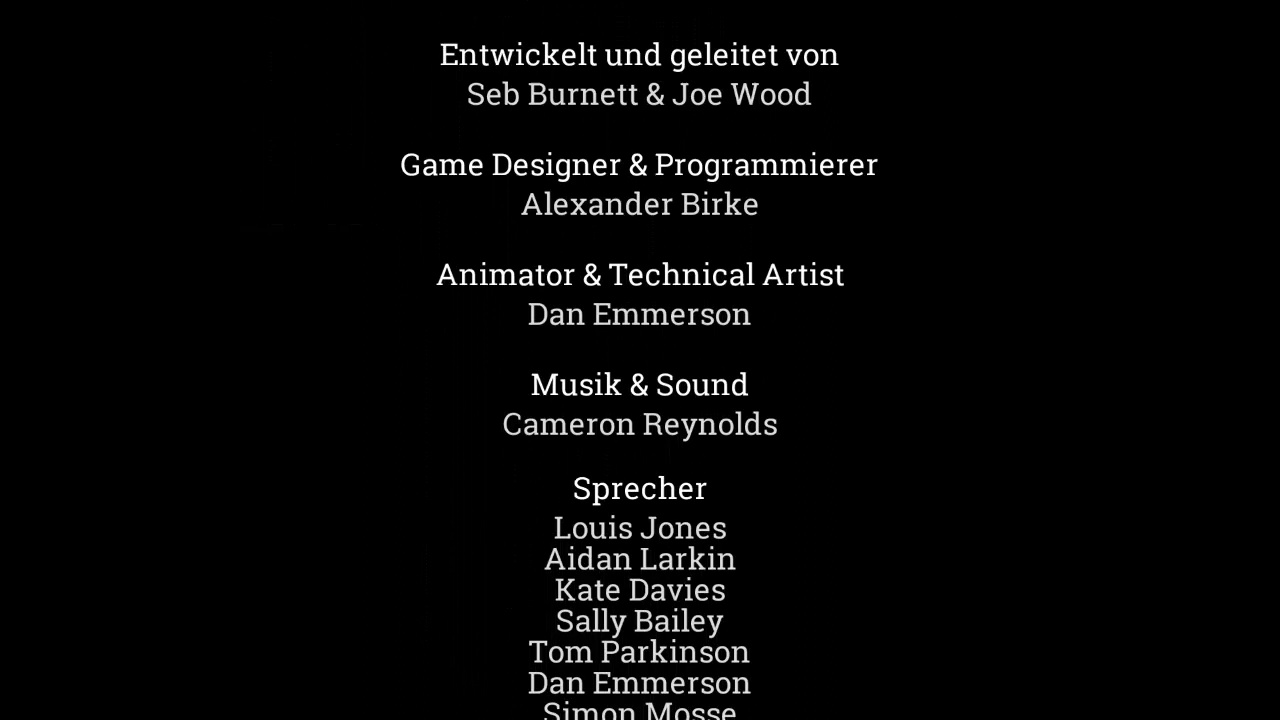 Entwickelt und geleitet von
Seb Burnett & Joe Wood
Game Designer & Programmierer
Alexander Birke
Animator & Technical Artist
Dan Emmerson
Musik & Sound
Cameron Reynolds
Sprecher
Louis Jones
Aidan Larkin
Kate Davies
Sally Bailey
Tom Parkinson
Dan Emmerson
Simon Mosse